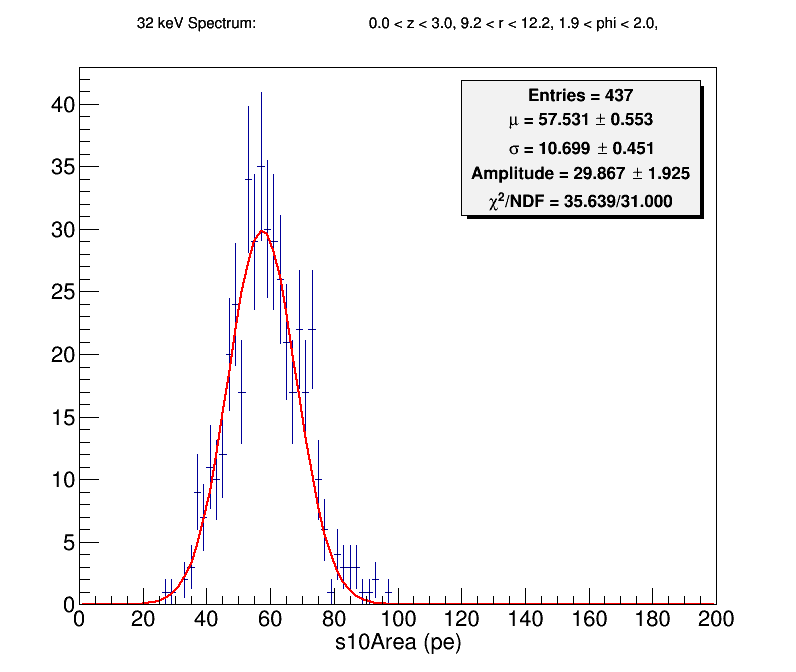 32 keV Spectrum: 0.0 < z < 3.0, 9.2 < r < 12.2, 1.9 < phi < 2.0,
Entries = 437
μ = 57.531 ± 0.553
σ = 10.699 ± 0.451
Amplitude = 29.867 ± 1.925
χ²/NDF = 35.639/31.000
40
35
30
25
20
15
10
5
0
0 20 40 60 80 100 120 140 160 180 200
s10Area (pe)